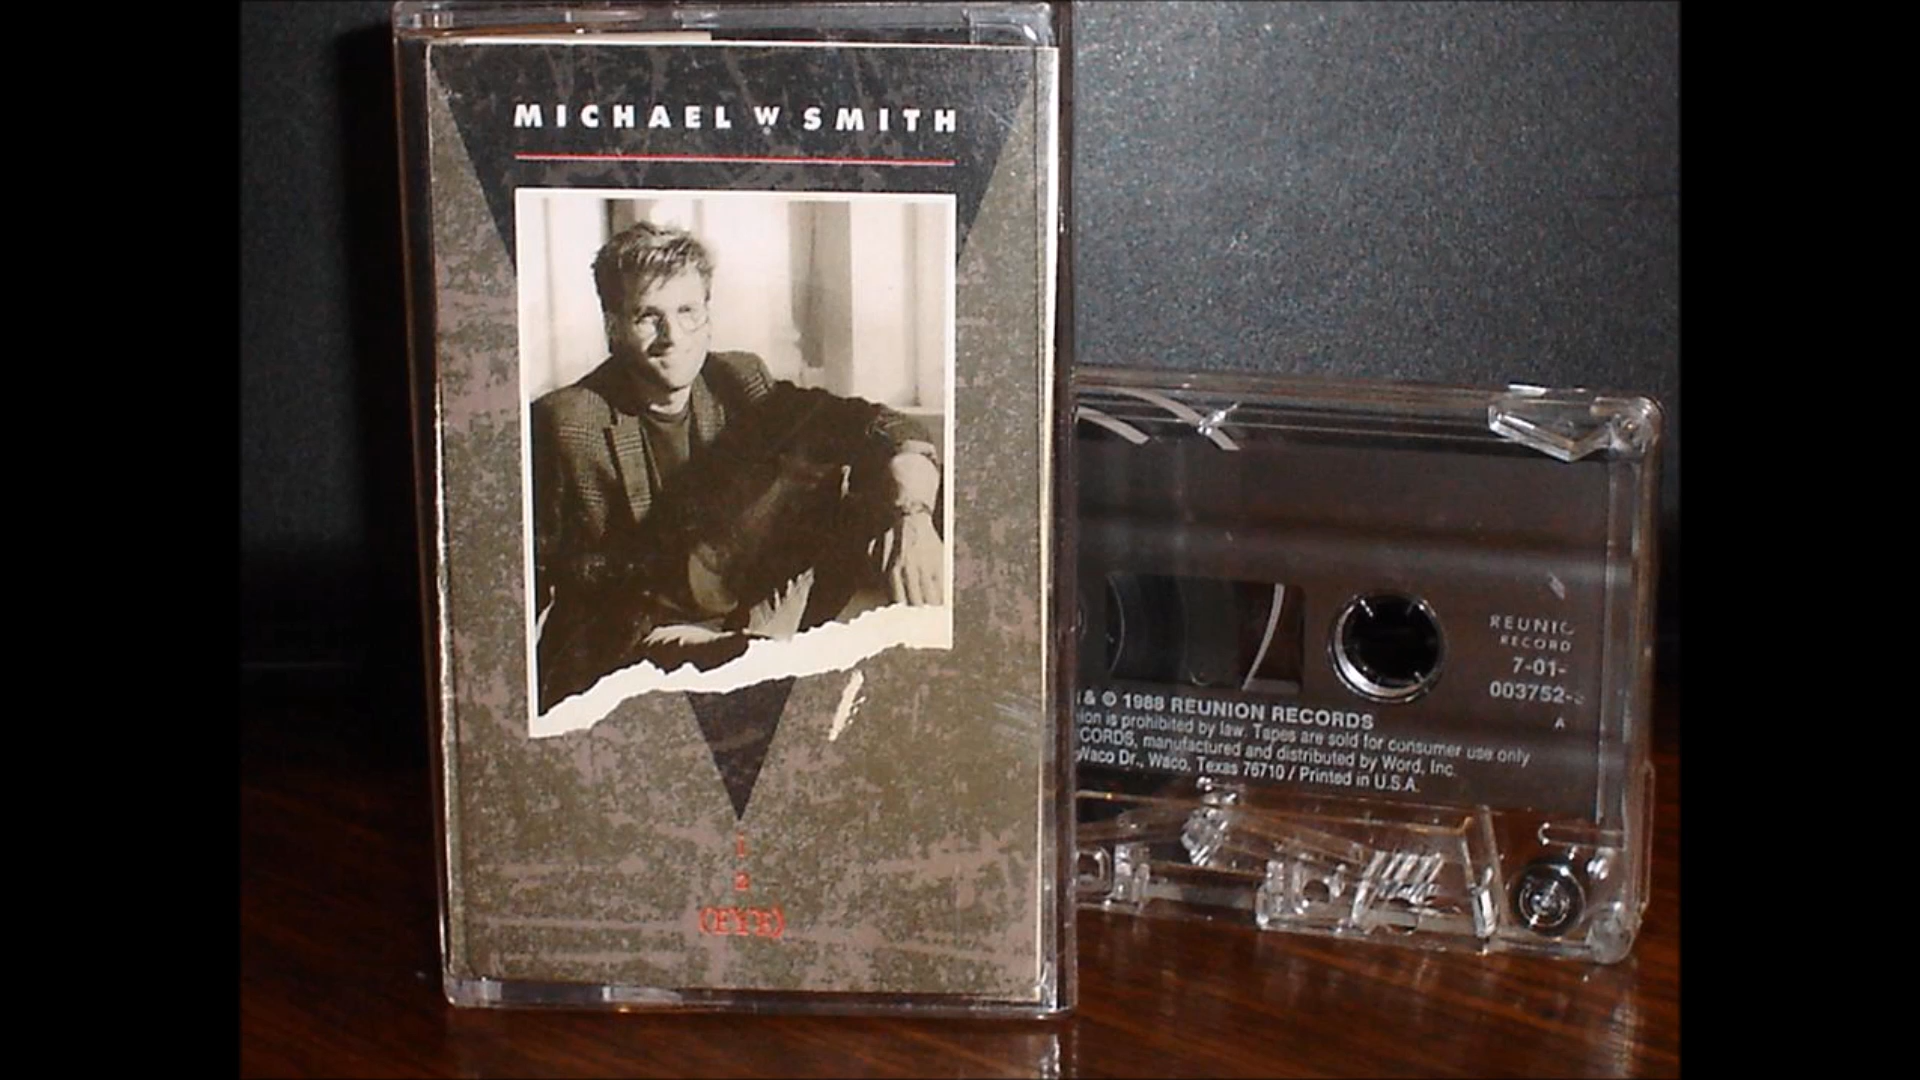 MICHAEL W SMITH
1
2
(EYE)
REUNIC
RECORD
7-01-
003752-
A
& © 1988 REUNION RECORDS
ion is prohibited by law. Tapes are sold for consumer use only
CORDS, manufactured and distributed by Word, Inc.
Waco Dr., Waco, Texas 76710 / Printed in U.S.A.